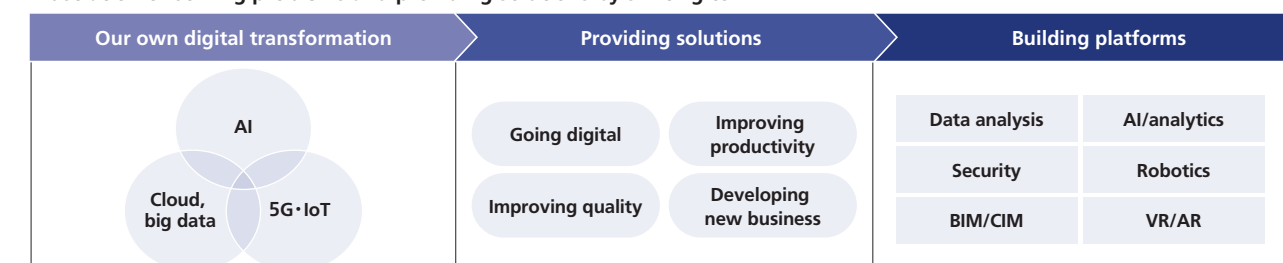 Our own digital transformation
Providing solutions
Building platforms
AI
Cloud,
big data
5G・IoT
Going digital
Improving
productivity
Improving quality
Developing
new business
Data analysis
AI/analytics
Security
Robotics
BIM/CIM
VR/AR